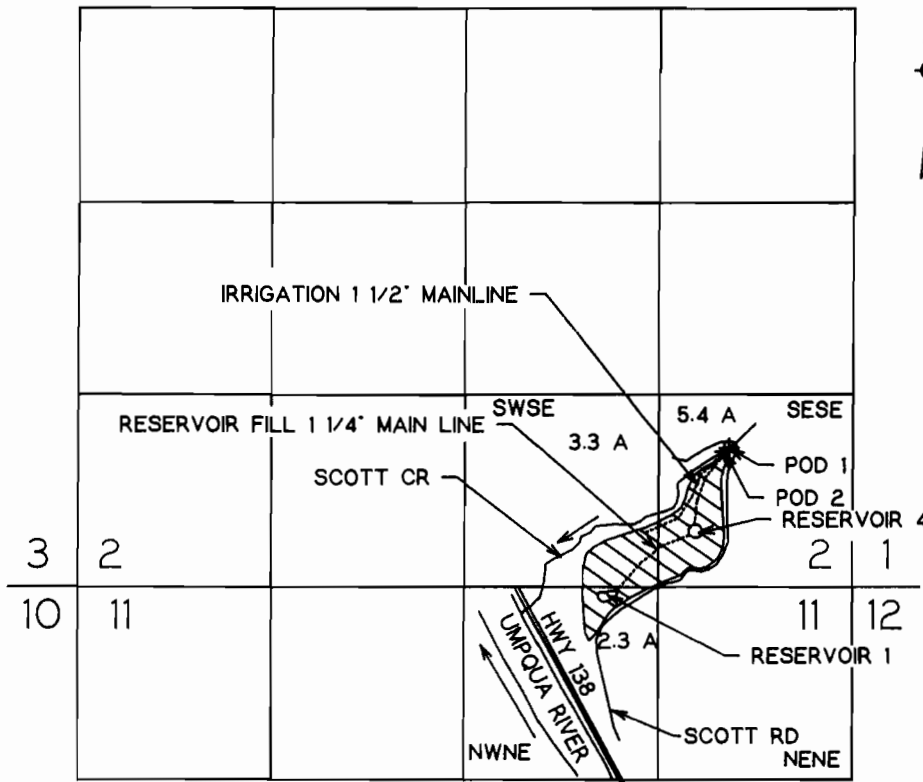 IRRIGATION 1 1/2" MAINLINE
SWSE
5.4 A
SESE
RESERVOIR FILL 1 1/4" MAIN LINE
3.3 A
SCOTT CR
POD 1
POD 2
RESERVOIR 4
3 2
2 1
10 11
11 12
HWY 138
UMPQUA RIVER
2.3 A
RESERVOIR 1
SCOTT RD
NWNE
NENE